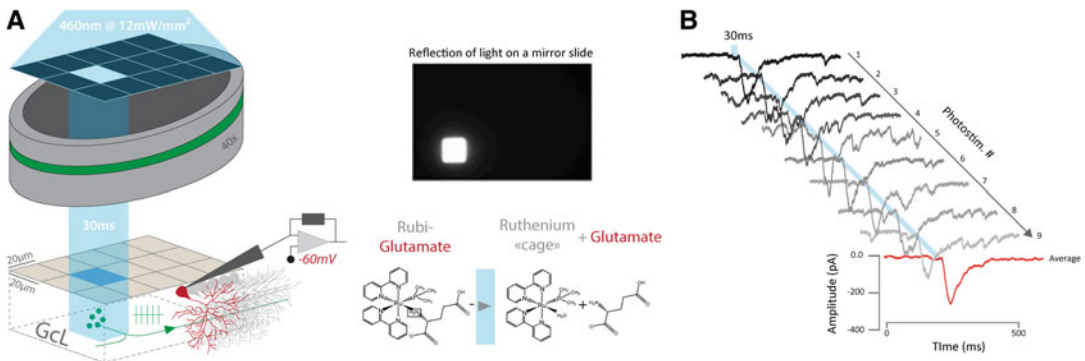 A
460nm @ 12mW/mm²
40x
30ms
20µm
20µm
GcL
-60mV
Reflection of light on a mirror slide
Rubi-
Glutamate
Ruthenium
«cage»
+ Glutamate
B
30ms
1
2
3
4
5
6
7
8
9
Photostim. #
Average
Amplitude (pA)
0.0
-200
-400
0
500
TIme (ms)